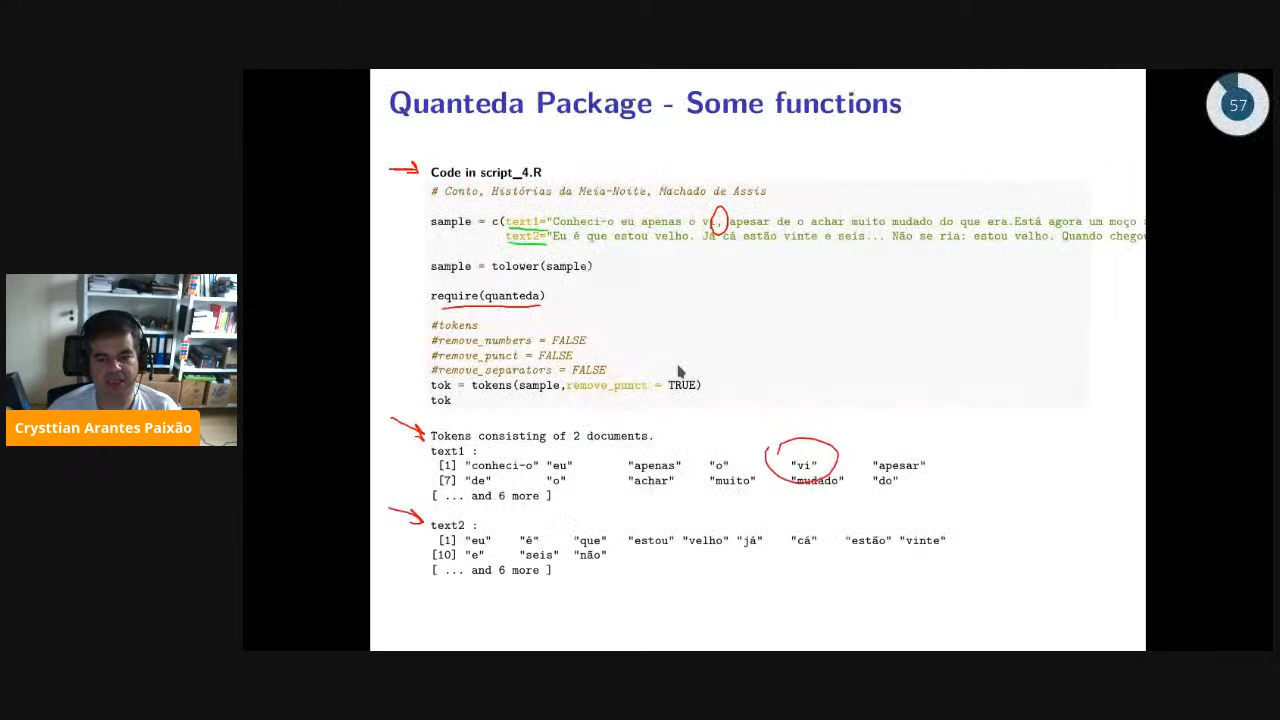 Quanteda Package - Some functions
57
Code in script_4.R
# Conto, Histórias da Meia-Noite, Machado de Assis
sample = c(text1="Conheci-o eu apenas o vi, apesar de o achar muito mudado do que era.Está agora um moço
text2="Eu é que estou velho. Já cá estão vinte e seis... Não se ria: estou velho. Quando chegou
sample = tolower(sample)
require(quanteda)
#tokens
#remove_numbers = FALSE
#remove_punct = FALSE
#remove_separators = FALSE
tok = tokens(sample,remove_punct = TRUE)
tok
Tokens consisting of 2 documents.
text1 :
[1] "conheci-o" "eu" "apenas" "o" "vi" "apesar"
[7] "de" "o" "achar" "muito" "mudado" "do"
[ ... and 6 more ]
text2 :
[1] "eu" "é" "que" "estou" "velho" "já" "cá" "estão" "vinte"
[10] "e" "seis" "não"
[ ... and 6 more ]
Crysttian Arantes Paixão